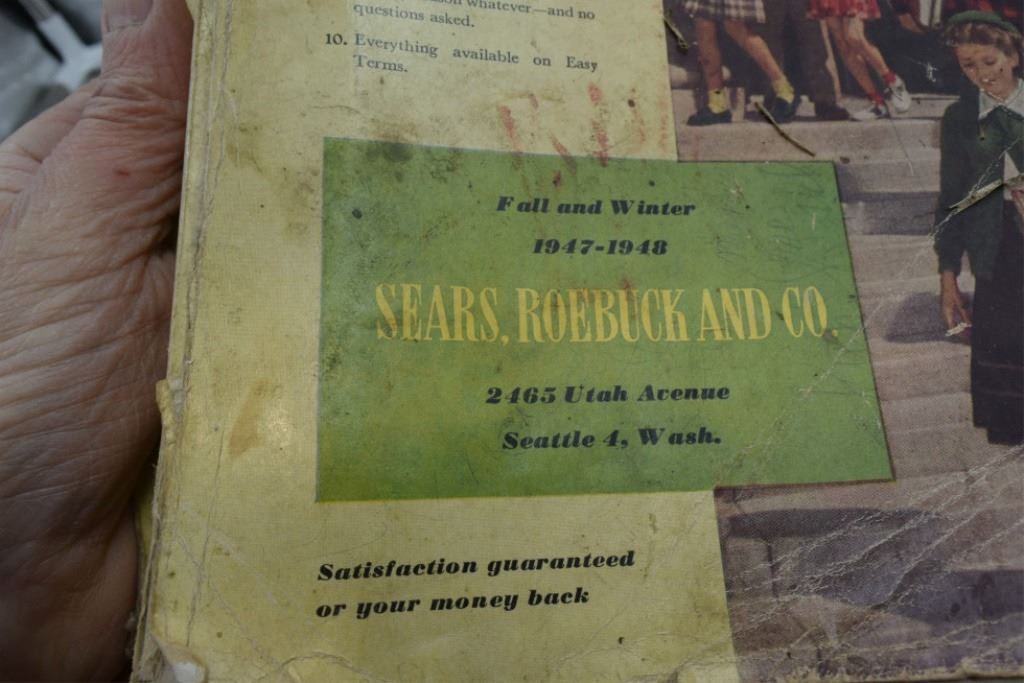 whatever—and no
questions asked.
10. Everything available on Easy
Terms.
Fall and Winter
1947-1948
SEARS, ROEBUCK AND CO.
2465 Utah Avenue
Seattle 4, Wash.
Satisfaction guaranteed
or your money back